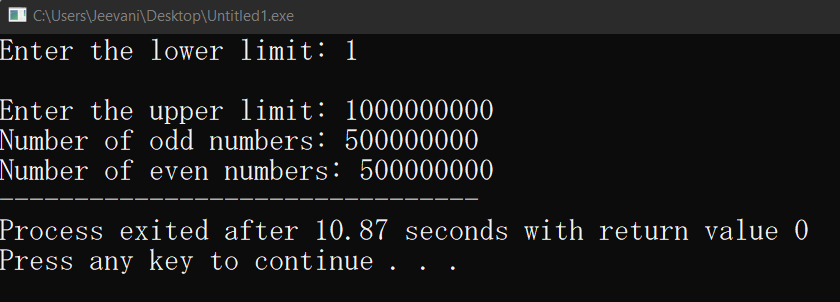 C:\Users\Jeevani\Desktop\Untitled1.exe
Enter the lower limit: 1
Enter the upper limit: 1000000000
Number of odd numbers: 500000000
Number of even numbers: 500000000
--------------------------------
Process exited after 10.87 seconds with return value 0
Press any key to continue . . .